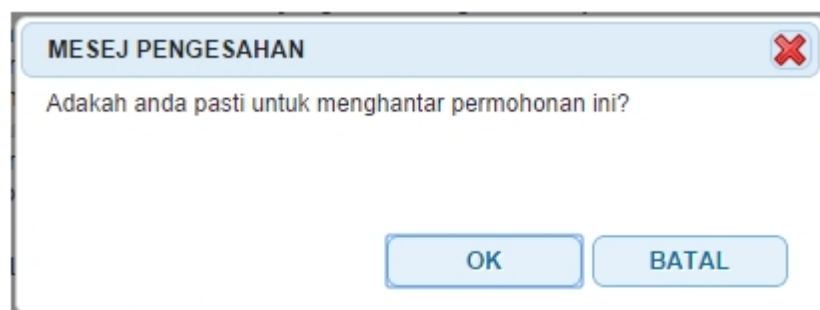 MESEJ PENGESAHAN
Adakah anda pasti untuk menghantar permohonan ini?
OK
BATAL